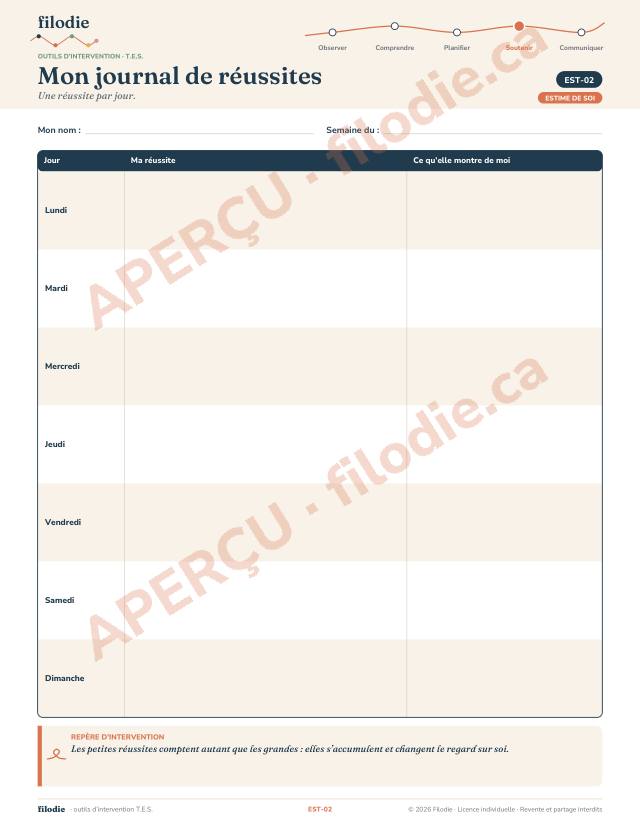 filodie
OUTILS D'INTERVENTION · T.E.S.
Observer Comprendre Planifier Soutenir Communiquer
Mon journal de réussites
Une réussite par jour.
EST-02
ESTIME DE SOI
Mon nom : Semaine du :
Jour Ma réussite Ce qu'elle montre de moi
Lundi
Mardi
Mercredi
Jeudi
Vendredi
Samedi
Dimanche
APERÇU · filodie.ca
APERÇU · filodie.ca
REPÈRE D'INTERVENTION
Les petites réussites comptent autant que les grandes : elles s'accumulent et changent le regard sur soi.
filodie · outils d'intervention T.E.S. EST-02 © 2026 Filodie · Licence individuelle · Revente et partage interdits